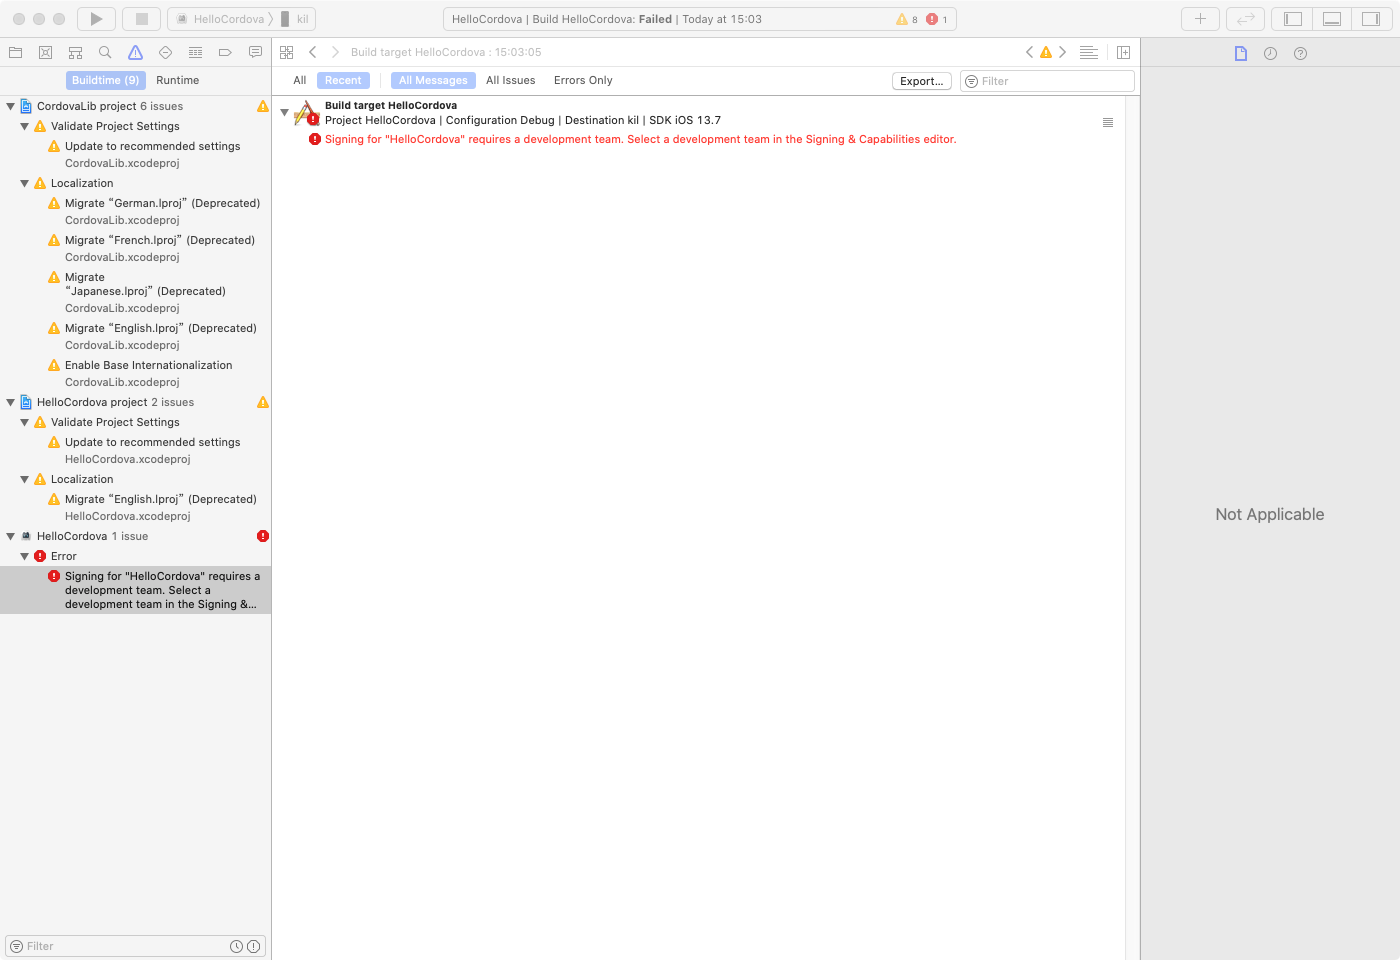 HelloCordova 〉 kil
HelloCordova | Build HelloCordova: Failed | Today at 15:03
8
1
Build target HelloCordova : 15:03:05
Buildtime (9)
Runtime
All
Recent
All Messages
All Issues
Errors Only
Export...
Filter
CordovaLib project 6 issues
Validate Project Settings
Update to recommended settings
CordovaLib.xcodeproj
Localization
Migrate “German.lproj” (Deprecated)
CordovaLib.xcodeproj
Migrate “French.lproj” (Deprecated)
CordovaLib.xcodeproj
Migrate
“Japanese.lproj” (Deprecated)
CordovaLib.xcodeproj
Migrate “English.lproj” (Deprecated)
CordovaLib.xcodeproj
Enable Base Internationalization
CordovaLib.xcodeproj
HelloCordova project 2 issues
Validate Project Settings
Update to recommended settings
HelloCordova.xcodeproj
Localization
Migrate “English.lproj” (Deprecated)
HelloCordova.xcodeproj
HelloCordova 1 issue
Error
Signing for "HelloCordova" requires a
development team. Select a
development team in the Signing &...
Filter
Build target HelloCordova
Project HelloCordova | Configuration Debug | Destination kil | SDK iOS 13.7
Signing for "HelloCordova" requires a development team. Select a development team in the Signing & Capabilities editor.
Not Applicable